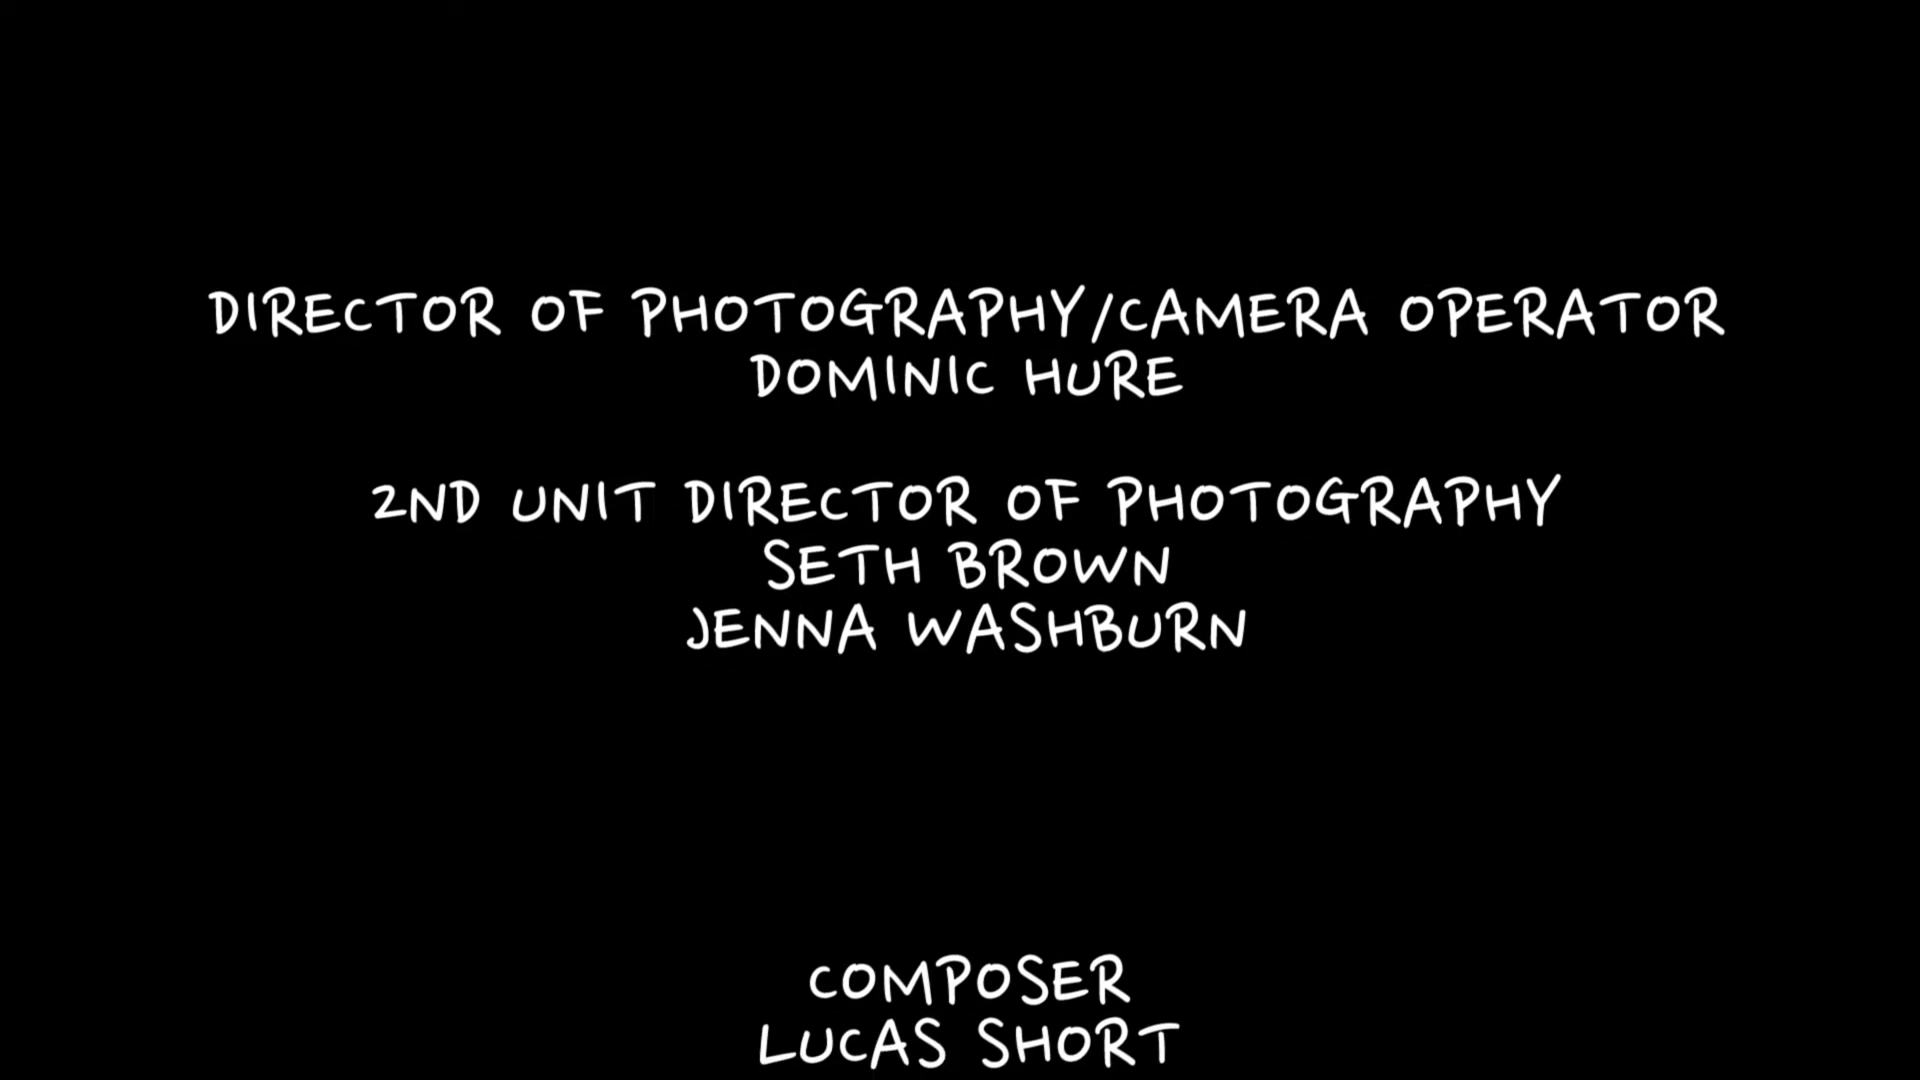 DIRECTOR OF PHOTOGRAPHY/CAMERA OPERATOR
DOMINIC HURE
2ND UNIT DIRECTOR OF PHOTOGRAPHY
SETH BROWN
JENNA WASHBURN
COMPOSER
LUCAS SHORT